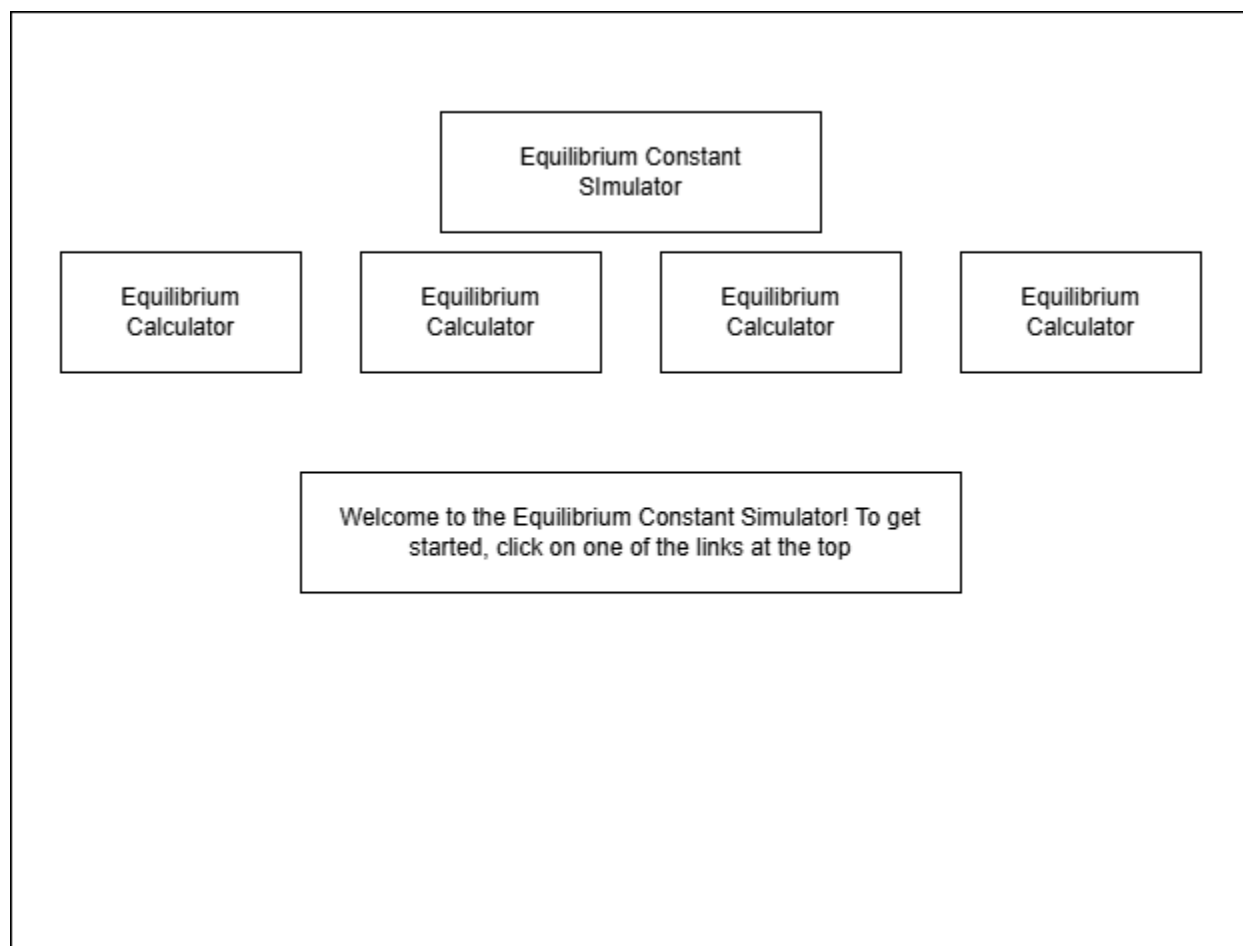 Equilibrium Constant
SImulator
Equilibrium
Calculator
Equilibrium
Calculator
Equilibrium
Calculator
Equilibrium
Calculator
Welcome to the Equilibrium Constant Simulator! To get
started, click on one of the links at the top